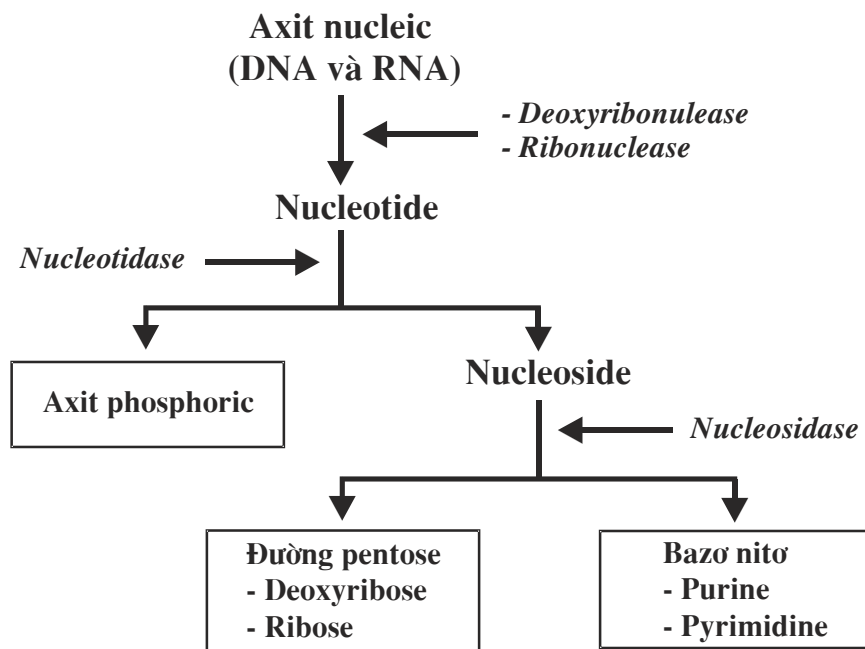 Axit nucleic
(DNA và RNA)
- Deoxyribonulease
- Ribonuclease
Nucleotide
Nucleotidase
Axit phosphoric
Nucleoside
Nucleosidase
Đường pentose
- Deoxyribose
- Ribose
Bazơ nitơ
- Purine
- Pyrimidine